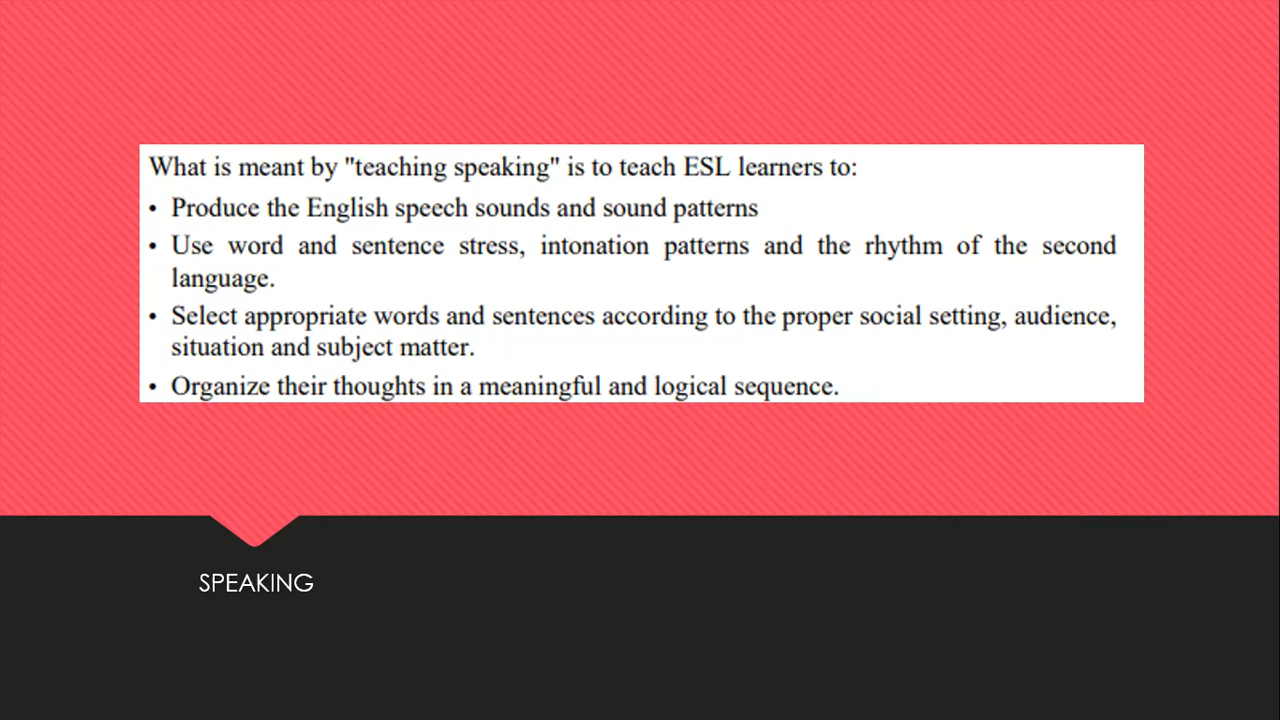 What is meant by "teaching speaking" is to teach ESL learners to:
• Produce the English speech sounds and sound patterns
• Use word and sentence stress, intonation patterns and the rhythm of the second
language.
• Select appropriate words and sentences according to the proper social setting, audience,
situation and subject matter.
• Organize their thoughts in a meaningful and logical sequence.
SPEAKING